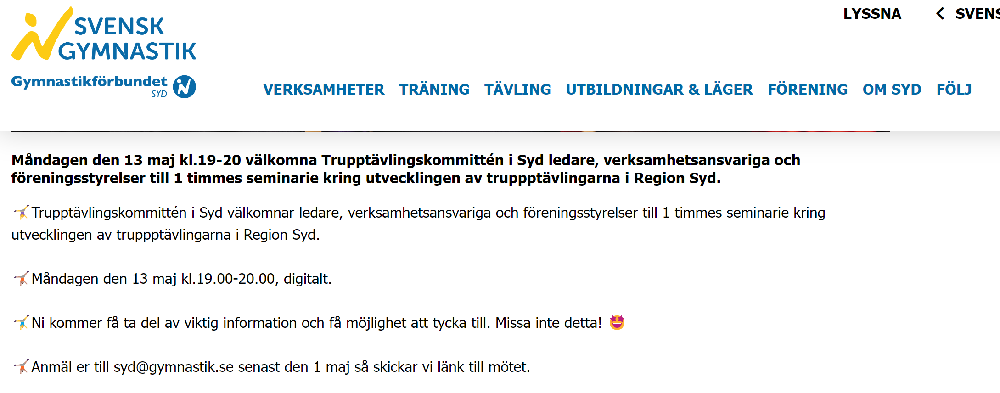 SVENSK
GYMNASTIK
Gymnastikförbundet
SYD
LYSSNA
VERKSAMHETER TRÄNING TÄVLING UTBILDNINGAR & LÄGER FÖRENING OM SYD FÖLJ
Måndagen den 13 maj kl.19-20 välkomna Trupptävlingskommittén i Syd ledare, verksamhetsansvariga och
föreningsstyrelser till 1 timmes seminarie kring utvecklingen av truppptävlingarna i Region Syd.
🤸‍♀️Trupptävlingskommittén i Syd välkomnar ledare, verksamhetsansvariga och föreningsstyrelser till 1 timmes seminarie kring
utvecklingen av truppptävlingarna i Region Syd.
🤸🏽Måndagen den 13 maj kl.19.00-20.00, digitalt.
🤸‍♂️Ni kommer få ta del av viktig information och få möjlighet att tycka till. Missa inte detta! 🤩
🤸🏽Anmäl er till syd@gymnastik.se senast den 1 maj så skickar vi länk till mötet.